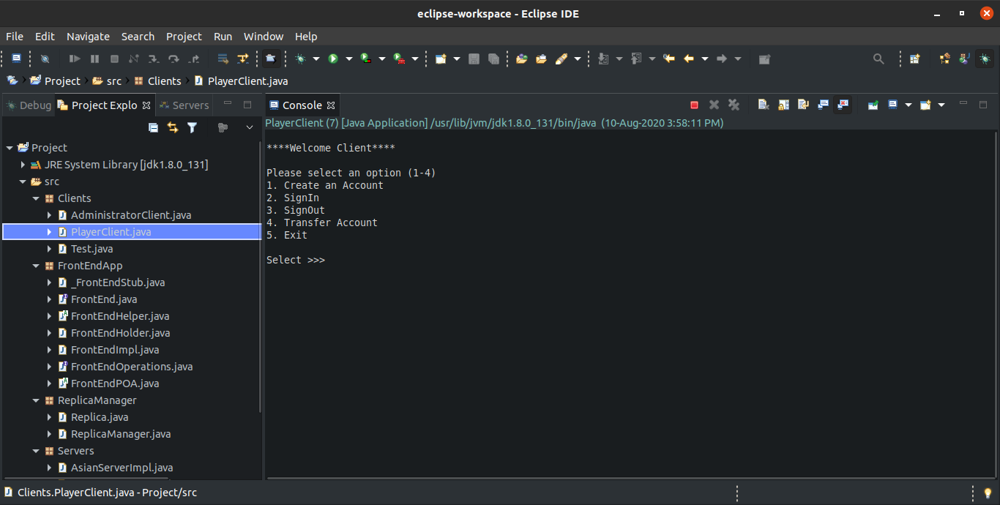 eclipse-workspace - Eclipse IDE
File Edit Navigate Search Project Run Window Help
Project src Clients PlayerClient.java
Debug Project Explo Servers
Console
PlayerClient (7) [Java Application] /usr/lib/jvm/jdk1.8.0_131/bin/java (10-Aug-2020 3:58:11 PM)
Project
JRE System Library [jdk1.8.0_131]
src
Clients
AdministratorClient.java
PlayerClient.java
Test.java
FrontEndApp
_FrontEndStub.java
FrontEnd.java
FrontEndHelper.java
FrontEndHolder.java
FrontEndImpl.java
FrontEndOperations.java
FrontEndPOA.java
ReplicaManager
Replica.java
ReplicaManager.java
Servers
AsianServerImpl.java
****Welcome Client****
Please select an option (1-4)
1. Create an Account
2. SignIn
3. SignOut
4. Transfer Account
5. Exit
Select >>>
Clients.PlayerClient.java - Project/src